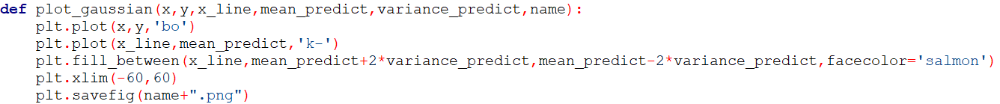 def plot_gaussian(x,y,x_line,mean_predict,variance_predict,name):
    plt.plot(x,y,'bo')
    plt.plot(x_line,mean_predict,'k-')
    plt.fill_between(x_line,mean_predict+2*variance_predict,mean_predict-2*variance_predict,facecolor='salmon')
    plt.xlim(-60,60)
    plt.savefig(name+".png")